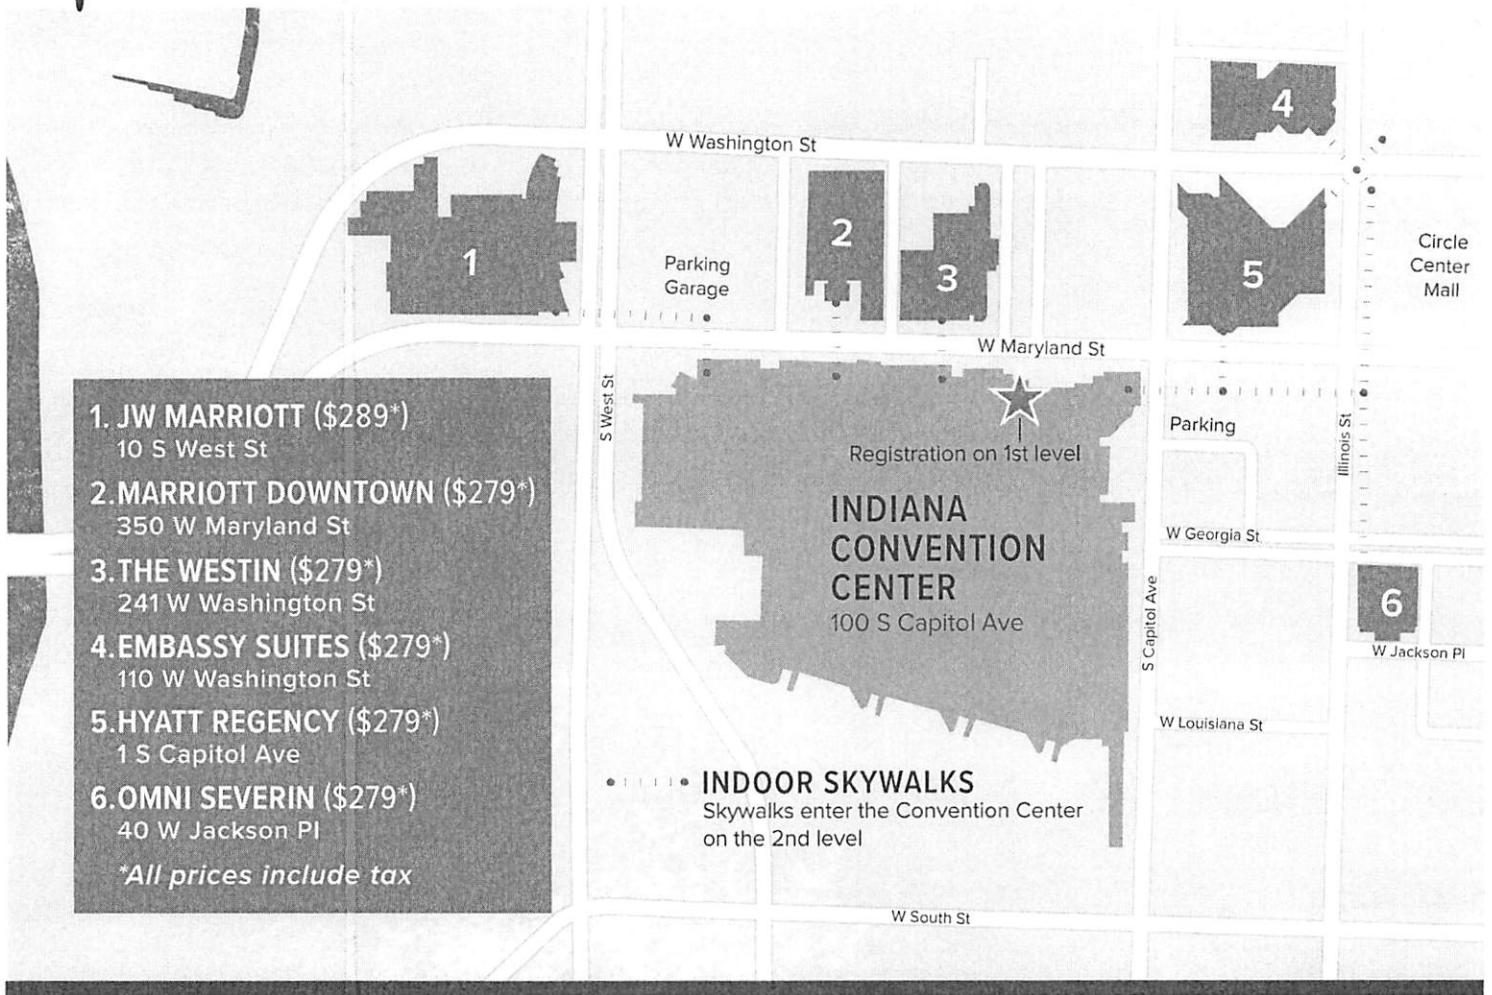 W Washington St
4
1
2
3
5
Parking
Garage
Circle
Center
Mall
W Maryland St
1. JW MARRIOTT ($289*)
10 S West St
2. MARRIOTT DOWNTOWN ($279*)
350 W Maryland St
3. THE WESTIN ($279*)
241 W Washington St
4. EMBASSY SUITES ($279*)
110 W Washington St
5. HYATT REGENCY ($279*)
1 S Capitol Ave
6. OMNI SEVERIN ($279*)
40 W Jackson Pl
*All prices include tax
S West St
Registration on 1st level
INDIANA
CONVENTION
CENTER
100 S Capitol Ave
Parking
Illinois St
W Georgia St
S Capitol Ave
6
W Jackson Pl
W Louisiana St
INDOOR SKYWALKS
Skywalks enter the Convention Center
on the 2nd level
W South St